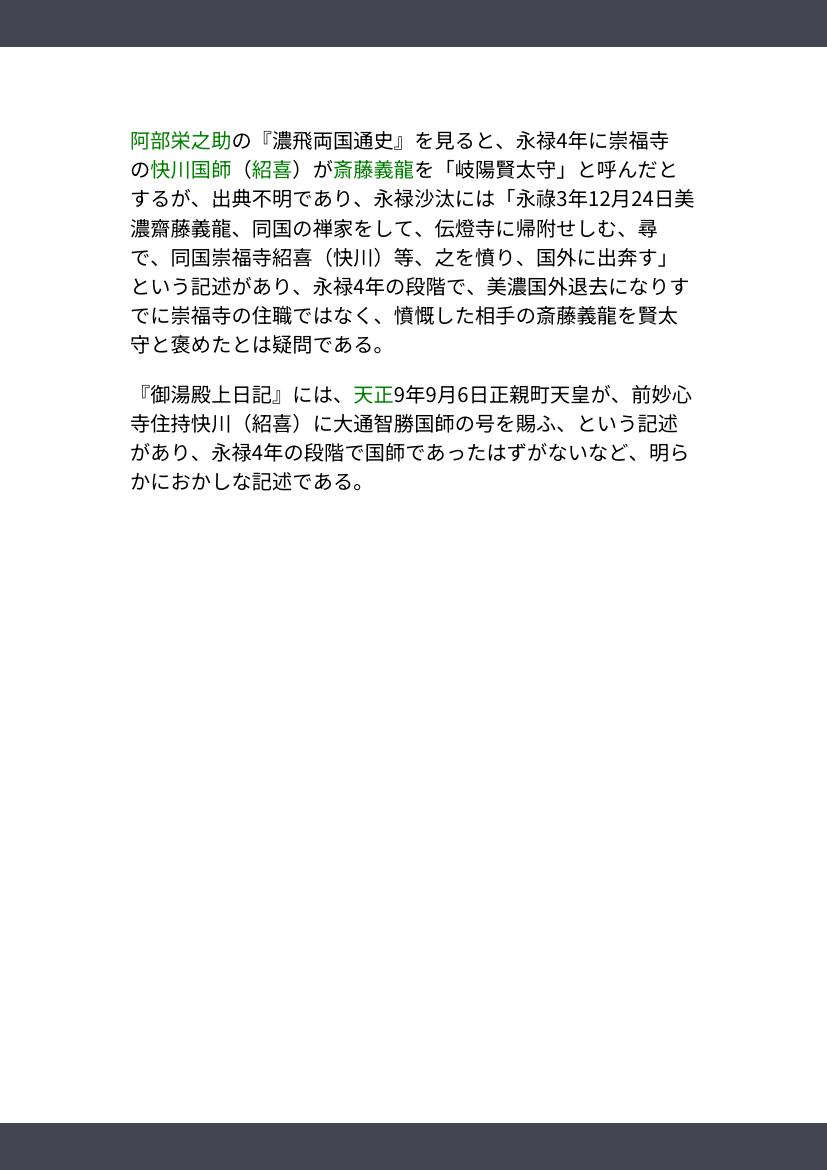 阿部栄之助の『濃飛両国通史』を見ると、永禄4年に崇福寺
の快川国師（紹喜）が斎藤義龍を「岐陽賢太守」と呼んだと
するが、出典不明であり、永禄沙汰には「永祿3年12月24日美
濃齋藤義龍、同国の禅家をして、伝燈寺に帰附せしむ、尋
で、同国崇福寺紹喜（快川）等、之を憤り、国外に出奔す」
という記述があり、永禄4年の段階で、美濃国外退去になりす
でに崇福寺の住職ではなく、憤慨した相手の斎藤義龍を賢太
守と褒めたとは疑問である。
『御湯殿上日記』には、天正9年9月6日正親町天皇が、前妙心
寺住持快川（紹喜）に大通智勝国師の号を賜ふ、という記述
があり、永禄4年の段階で国師であったはずがないなど、明ら
かにおかしな記述である。